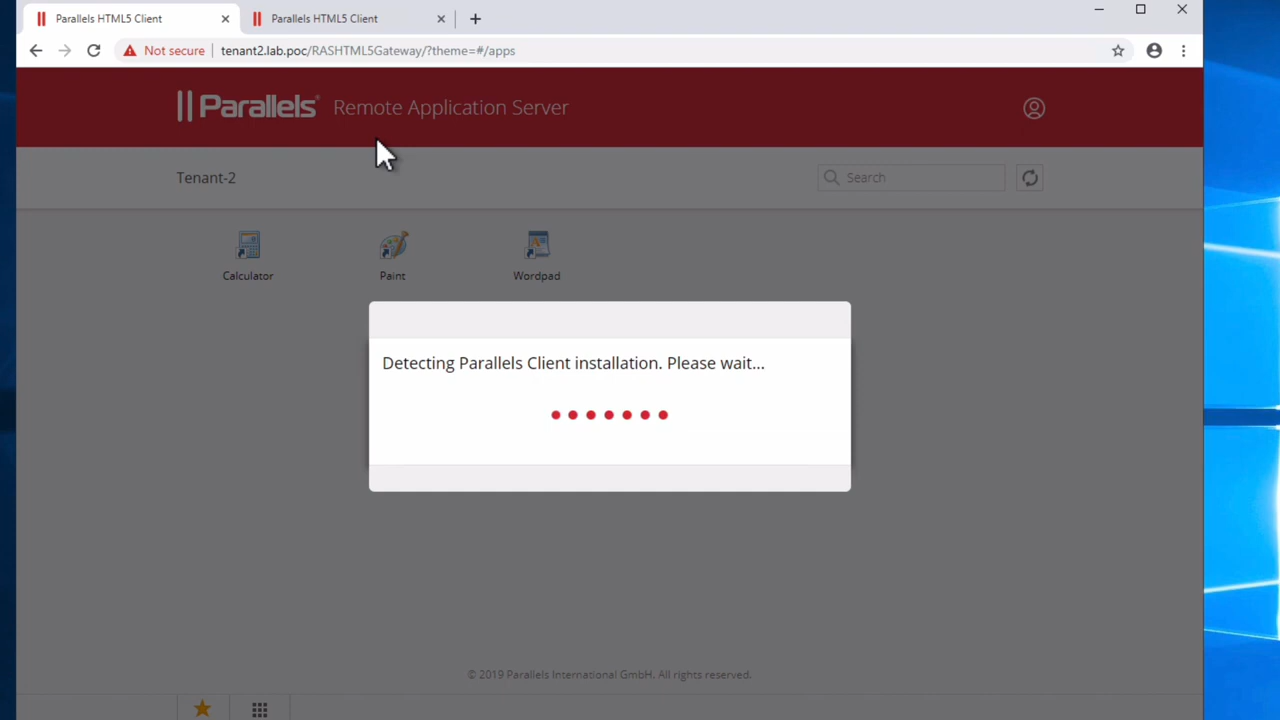 Parallels HTML5 Client
Parallels HTML5 Client
Not secure
tenant2.lab.poc/RASHTML5Gateway/?theme=#/apps
Parallels® Remote Application Server
Tenant-2
Search
Calculator
Paint
Wordpad
Detecting Parallels Client installation. Please wait...
© 2019 Parallels International GmbH. All rights reserved.